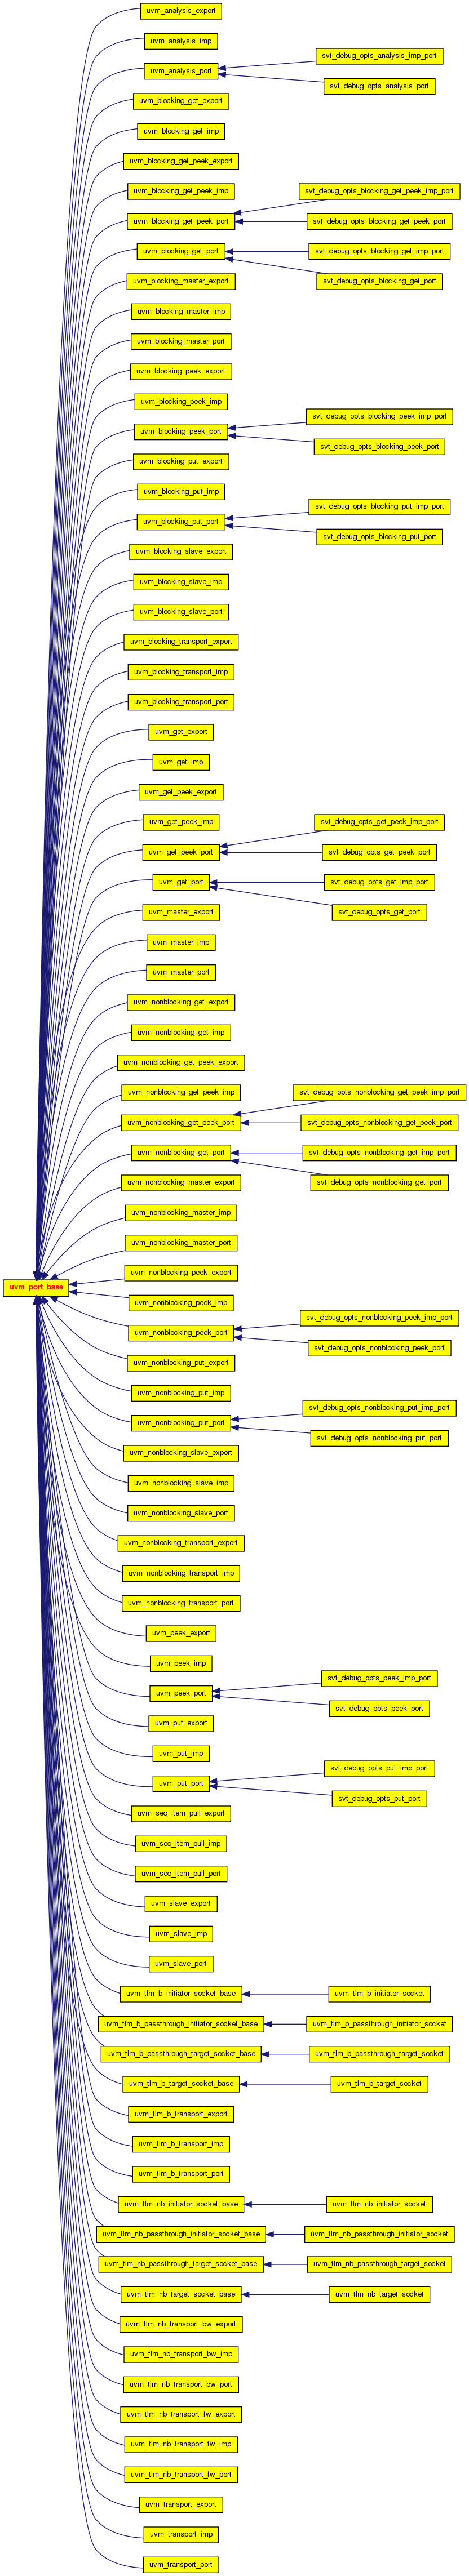 uvm_analysis_export
uvm_analysis_imp
svt_debug_opts_analysis_imp_port
uvm_analysis_port
svt_debug_opts_analysis_port
uvm_blocking_get_export
uvm_blocking_get_imp
uvm_blocking_get_peek_export
uvm_blocking_get_peek_imp
svt_debug_opts_blocking_get_peek_imp_port
uvm_blocking_get_peek_port
svt_debug_opts_blocking_get_peek_port
uvm_blocking_get_port
svt_debug_opts_blocking_get_imp_port
uvm_blocking_master_export
svt_debug_opts_blocking_get_port
uvm_blocking_master_imp
uvm_blocking_master_port
uvm_blocking_peek_export
uvm_blocking_peek_imp
svt_debug_opts_blocking_peek_imp_port
uvm_blocking_peek_port
svt_debug_opts_blocking_peek_port
uvm_blocking_put_export
uvm_blocking_put_imp
svt_debug_opts_blocking_put_imp_port
uvm_blocking_put_port
svt_debug_opts_blocking_put_port
uvm_blocking_slave_export
uvm_blocking_slave_imp
uvm_blocking_slave_port
uvm_blocking_transport_export
uvm_blocking_transport_imp
uvm_blocking_transport_port
uvm_get_export
uvm_get_imp
uvm_get_peek_export
uvm_get_peek_imp
svt_debug_opts_get_peek_imp_port
uvm_get_peek_port
svt_debug_opts_get_peek_port
uvm_get_port
svt_debug_opts_get_imp_port
uvm_master_export
svt_debug_opts_get_port
uvm_master_imp
uvm_master_port
uvm_nonblocking_get_export
uvm_nonblocking_get_imp
uvm_nonblocking_get_peek_export
uvm_nonblocking_get_peek_imp
svt_debug_opts_nonblocking_get_peek_imp_port
uvm_nonblocking_get_peek_port
svt_debug_opts_nonblocking_get_peek_port
uvm_nonblocking_get_port
svt_debug_opts_nonblocking_get_imp_port
uvm_nonblocking_master_export
svt_debug_opts_nonblocking_get_port
uvm_nonblocking_master_imp
uvm_nonblocking_master_port
uvm_nonblocking_peek_export
uvm_port_base
uvm_nonblocking_peek_imp
svt_debug_opts_nonblocking_peek_imp_port
uvm_nonblocking_peek_port
svt_debug_opts_nonblocking_peek_port
uvm_nonblocking_put_export
uvm_nonblocking_put_imp
svt_debug_opts_nonblocking_put_imp_port
uvm_nonblocking_put_port
svt_debug_opts_nonblocking_put_port
uvm_nonblocking_slave_export
uvm_nonblocking_slave_imp
uvm_nonblocking_slave_port
uvm_nonblocking_transport_export
uvm_nonblocking_transport_imp
uvm_nonblocking_transport_port
uvm_peek_export
uvm_peek_imp
svt_debug_opts_peek_imp_port
uvm_peek_port
svt_debug_opts_peek_port
uvm_put_export
uvm_put_imp
svt_debug_opts_put_imp_port
uvm_put_port
svt_debug_opts_put_port
uvm_seq_item_pull_export
uvm_seq_item_pull_imp
uvm_seq_item_pull_port
uvm_slave_export
uvm_slave_imp
uvm_slave_port
uvm_tlm_b_initiator_socket_base
uvm_tlm_b_initiator_socket
uvm_tlm_b_passthrough_initiator_socket_base
uvm_tlm_b_passthrough_initiator_socket
uvm_tlm_b_passthrough_target_socket_base
uvm_tlm_b_passthrough_target_socket
uvm_tlm_b_target_socket_base
uvm_tlm_b_target_socket
uvm_tlm_b_transport_export
uvm_tlm_b_transport_imp
uvm_tlm_b_transport_port
uvm_tlm_nb_initiator_socket_base
uvm_tlm_nb_initiator_socket
uvm_tlm_nb_passthrough_initiator_socket_base
uvm_tlm_nb_passthrough_initiator_socket
uvm_tlm_nb_passthrough_target_socket_base
uvm_tlm_nb_passthrough_target_socket
uvm_tlm_nb_target_socket_base
uvm_tlm_nb_target_socket
uvm_tlm_nb_transport_bw_export
uvm_tlm_nb_transport_bw_imp
uvm_tlm_nb_transport_bw_port
uvm_tlm_nb_transport_fw_export
uvm_tlm_nb_transport_fw_imp
uvm_tlm_nb_transport_fw_port
uvm_transport_export
uvm_transport_imp
uvm_transport_port